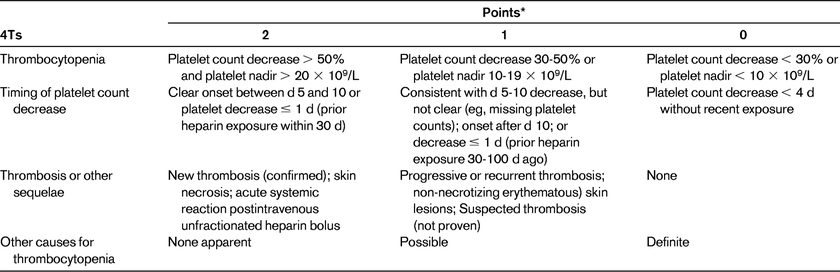 Points*
4Ts 2 1 0
Thrombocytopenia Platelet count decrease > 50% and platelet nadir > 20 × 10⁹/L Platelet count decrease 30-50% or platelet nadir 10-19 × 10⁹/L Platelet count decrease < 30% or platelet nadir < 10 × 10⁹/L
Timing of platelet count decrease Clear onset between d 5 and 10 or platelet decrease ≤ 1 d (prior heparin exposure within 30 d) Consistent with d 5-10 decrease, but not clear (eg, missing platelet counts); onset after d 10; or decrease ≤ 1 d (prior heparin exposure 30-100 d ago) Platelet count decrease < 4 d without recent exposure
Thrombosis or other sequelae New thrombosis (confirmed); skin necrosis; acute systemic reaction postintravenous unfractionated heparin bolus Progressive or recurrent thrombosis; non-necrotizing erythematous) skin lesions; Suspected thrombosis (not proven) None
Other causes for thrombocytopenia None apparent Possible Definite